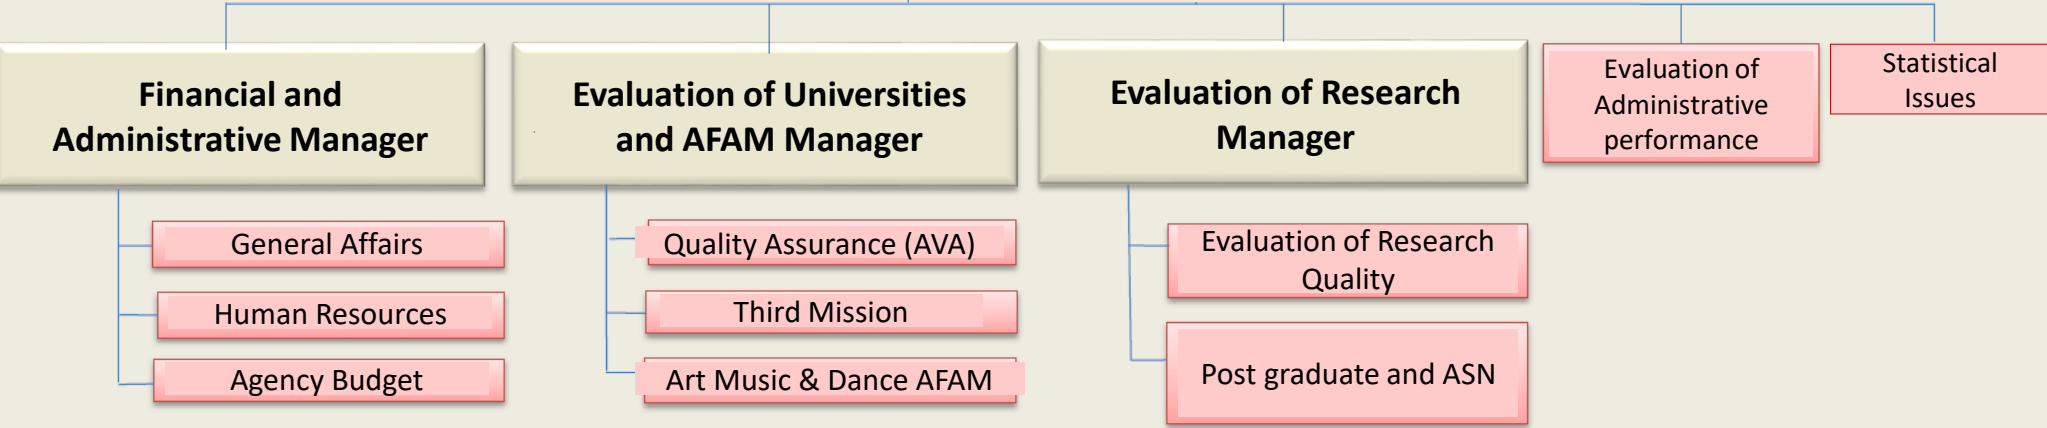 Financial and
Administrative Manager
General Affairs
Human Resources
Agency Budget
Evaluation of Universities
and AFAM Manager
Quality Assurance (AVA)
Third Mission
Art Music & Dance AFAM
Evaluation of Research
Manager
Evaluation of Research
Quality
Post graduate and ASN
Evaluation of
Administrative
performance
Statistical
Issues